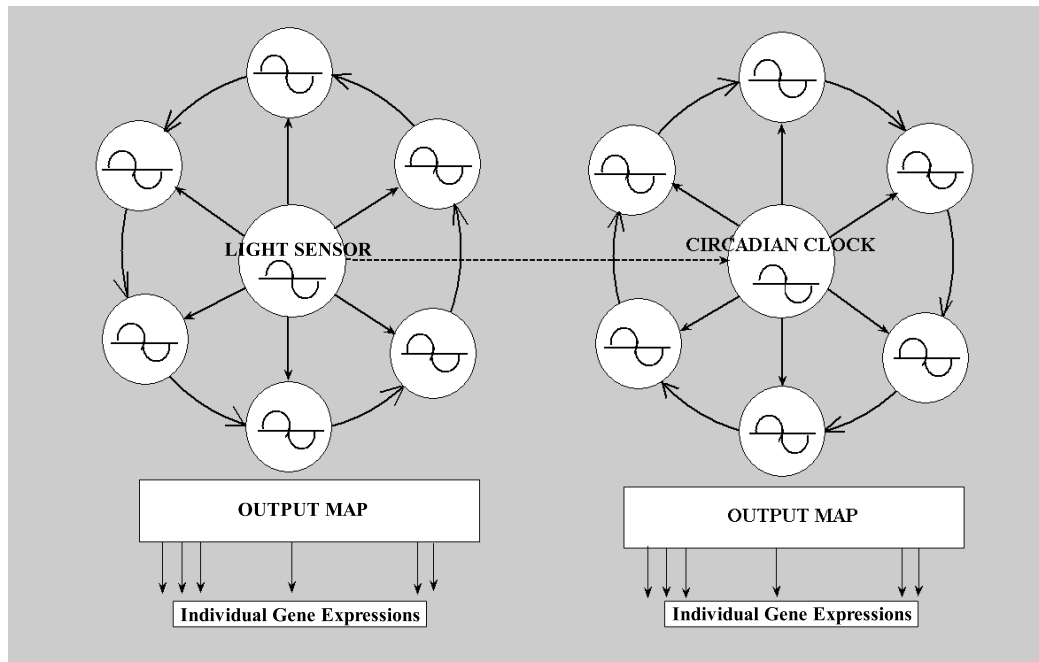 LIGHT SENSOR
CIRCADIAN CLOCK
OUTPUT MAP
OUTPUT MAP
Individual Gene Expressions
Individual Gene Expressions